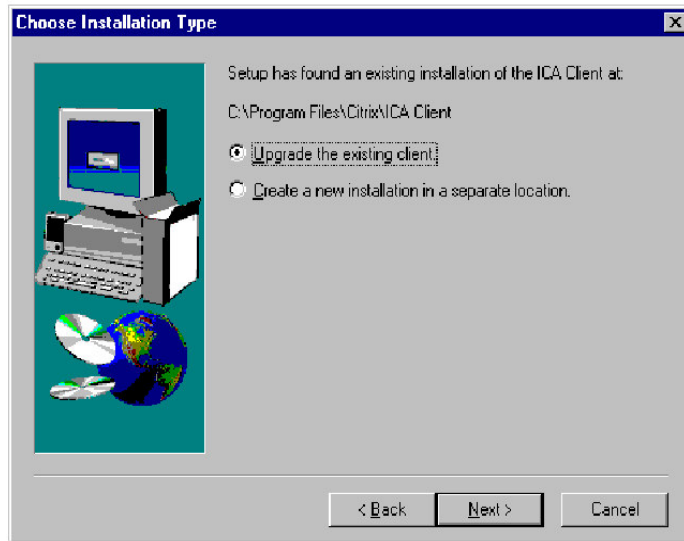 Choose Installation Type
Setup has found an existing installation of the ICA Client at:
C:\Program Files\Citrix\ICA Client
Upgrade the existing client.
Create a new installation in a separate location.
< Back
Next >
Cancel